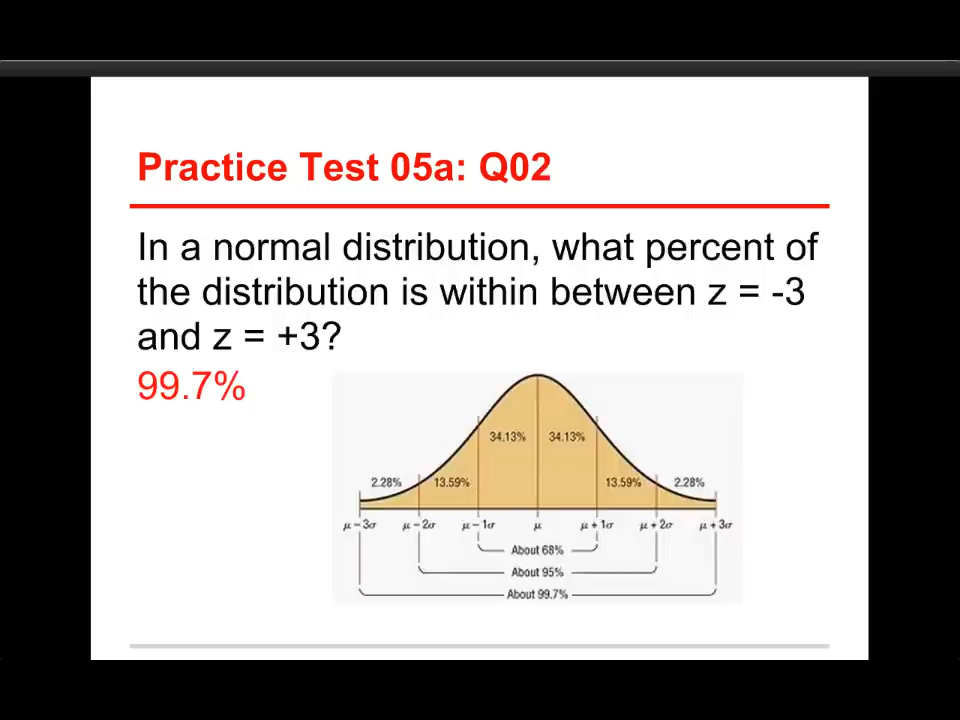 Practice Test 05a: Q02
In a normal distribution, what percent of
the distribution is within between z = -3
and z = +3?
99.7%
34.13% 34.13%
2.28% 13.59% 13.59% 2.28%
μ − 3σ μ − 2σ μ − 1σ μ μ + 1σ μ + 2σ μ + 3σ
About 68%
About 95%
About 99.7%